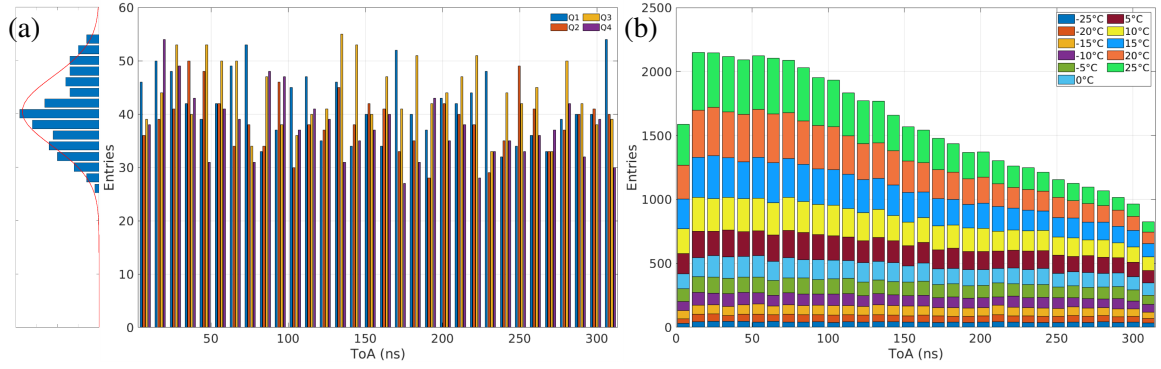 (a)
60
50
40
30
20
10
0
Entries
Q1 Q3
Q2 Q4
50 100 150 200 250 300
ToA (ns)
(b)
2500
2000
1500
1000
500
0
Entries
-25°C 5°C
-20°C 10°C
-15°C 15°C
-10°C 20°C
-5°C 25°C
0°C
0 50 100 150 200 250 300
ToA (ns)